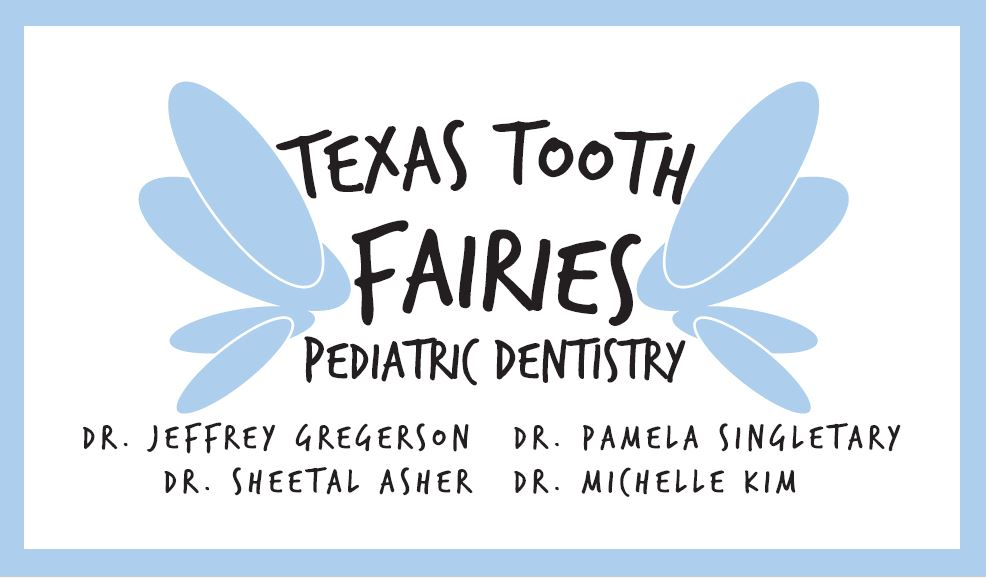 TEXAS TOOTH
FAIRIES
PEDIATRIC DENTISTRY
DR. JEFFREY GREGERSON DR. PAMELA SINGLETARY
DR. SHEETAL ASHER DR. MICHELLE KIM